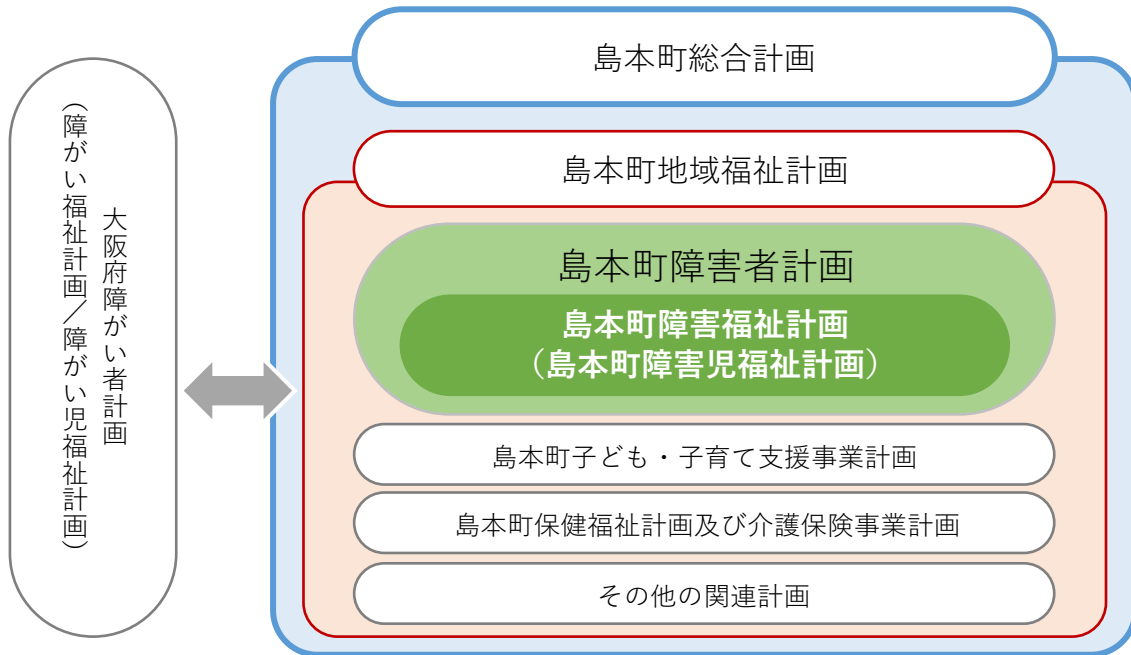 島本町総合計画
島本町地域福祉計画
島本町障害者計画
島本町障害福祉計画
（島本町障害児福祉計画）
島本町子ども・子育て支援事業計画
島本町保健福祉計画及び介護保険事業計画
その他の関連計画
大阪府障がい者計画
（障がい福祉計画／障がい児福祉計画）